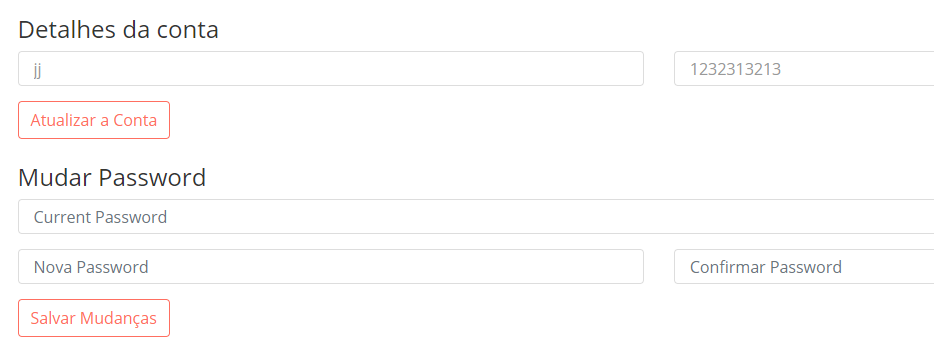 Detalhes da conta
jj 1232313213
Atualizar a Conta
Mudar Password
Current Password
Nova Password Confirmar Password
Salvar Mudanças